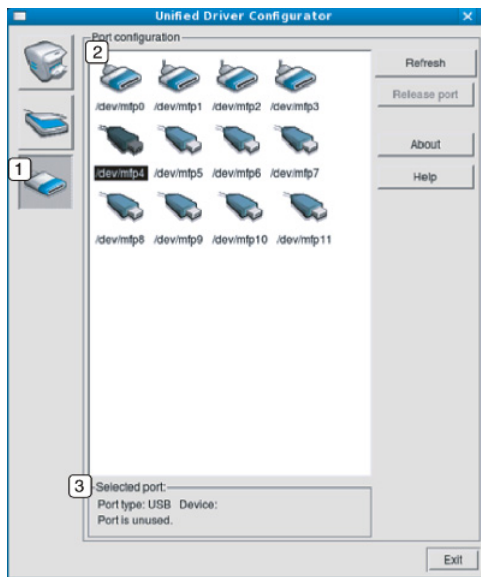 Unified Driver Configurator
Port configuration
2
/dev/mfp0 /dev/mfp1 /dev/mfp2 /dev/mfp3
1
/dev/mfp4 /dev/mfp5 /dev/mfp6 /dev/mfp7
/dev/mfp8 /dev/mfp9 /dev/mfp10 /dev/mfp11
Refresh
Release port
About
Help
3
Selected port:
Port type: USB Device:
Port is unused.
Exit